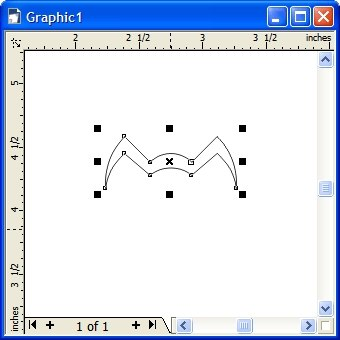 Graphic1
2 2 1/2 3 3 1/2 inches
5
4 1/2
4
3 1/2
inches
1 of 1